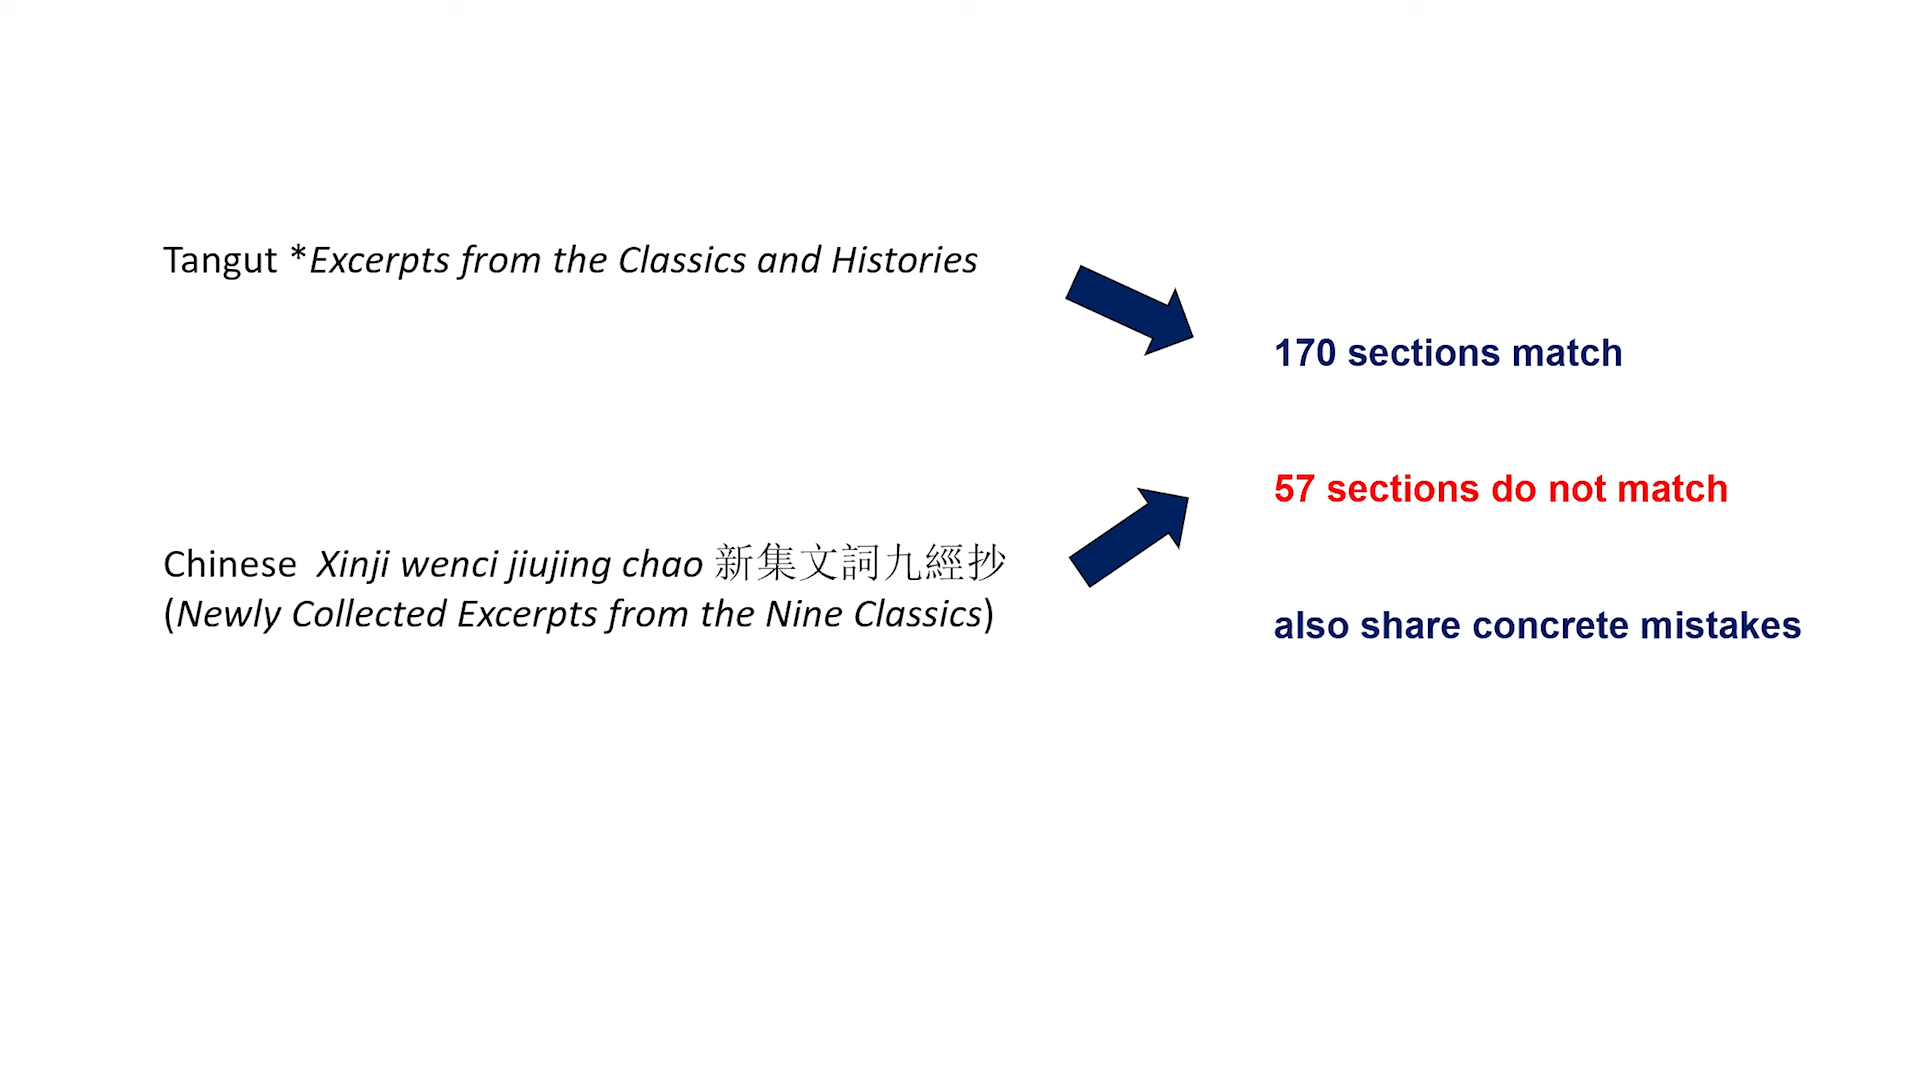 Tangut *Excerpts from the Classics and Histories
170 sections match
57 sections do not match
Chinese Xinji wenci jiujing chao 新集文詞九經抄
(Newly Collected Excerpts from the Nine Classics)
also share concrete mistakes